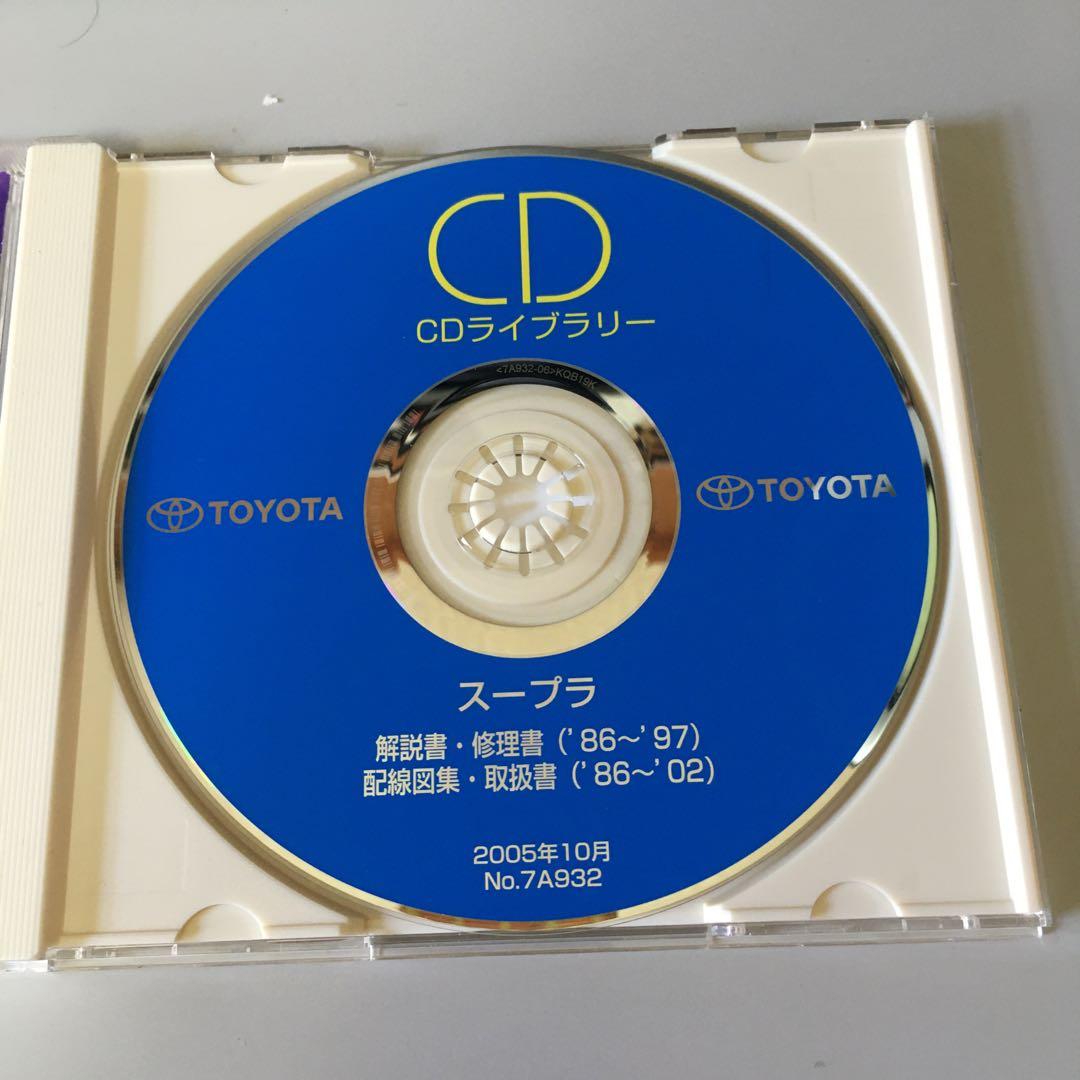 CD
CDライブラリー
<7A932-06>KQB19K
TOYOTA
TOYOTA
スープラ
解説書・修理書（’86～’97）
配線図集・取扱書（’86～’02）
2005年10月
No.7A932